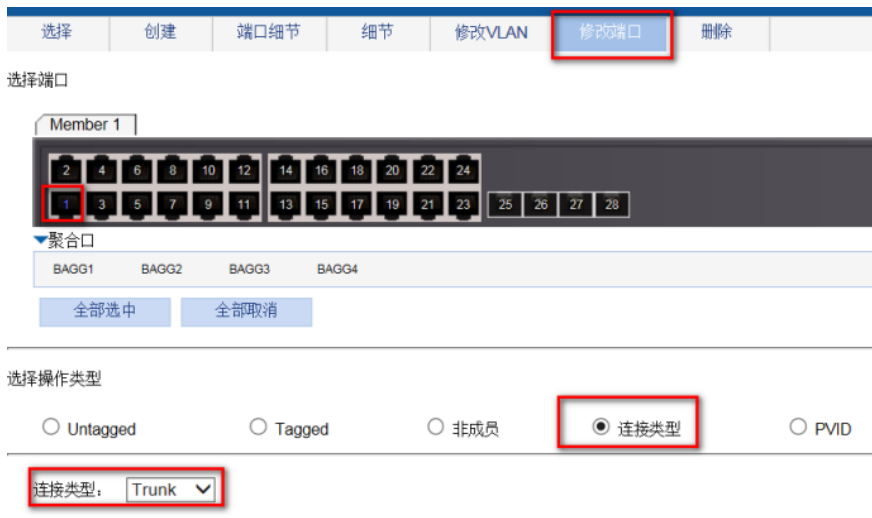 选择 创建 端口细节 细节 修改VLAN 修改端口 删除
选择端口
Member 1
2 4 6 8 10 12 14 16 18 20 22 24
1 3 5 7 9 11 13 15 17 19 21 23 25 26 27 28
聚合口
BAGG1 BAGG2 BAGG3 BAGG4
全部选中 全部取消
选择操作类型
Untagged Tagged 非成员 连接类型 PVID
连接类型： Trunk